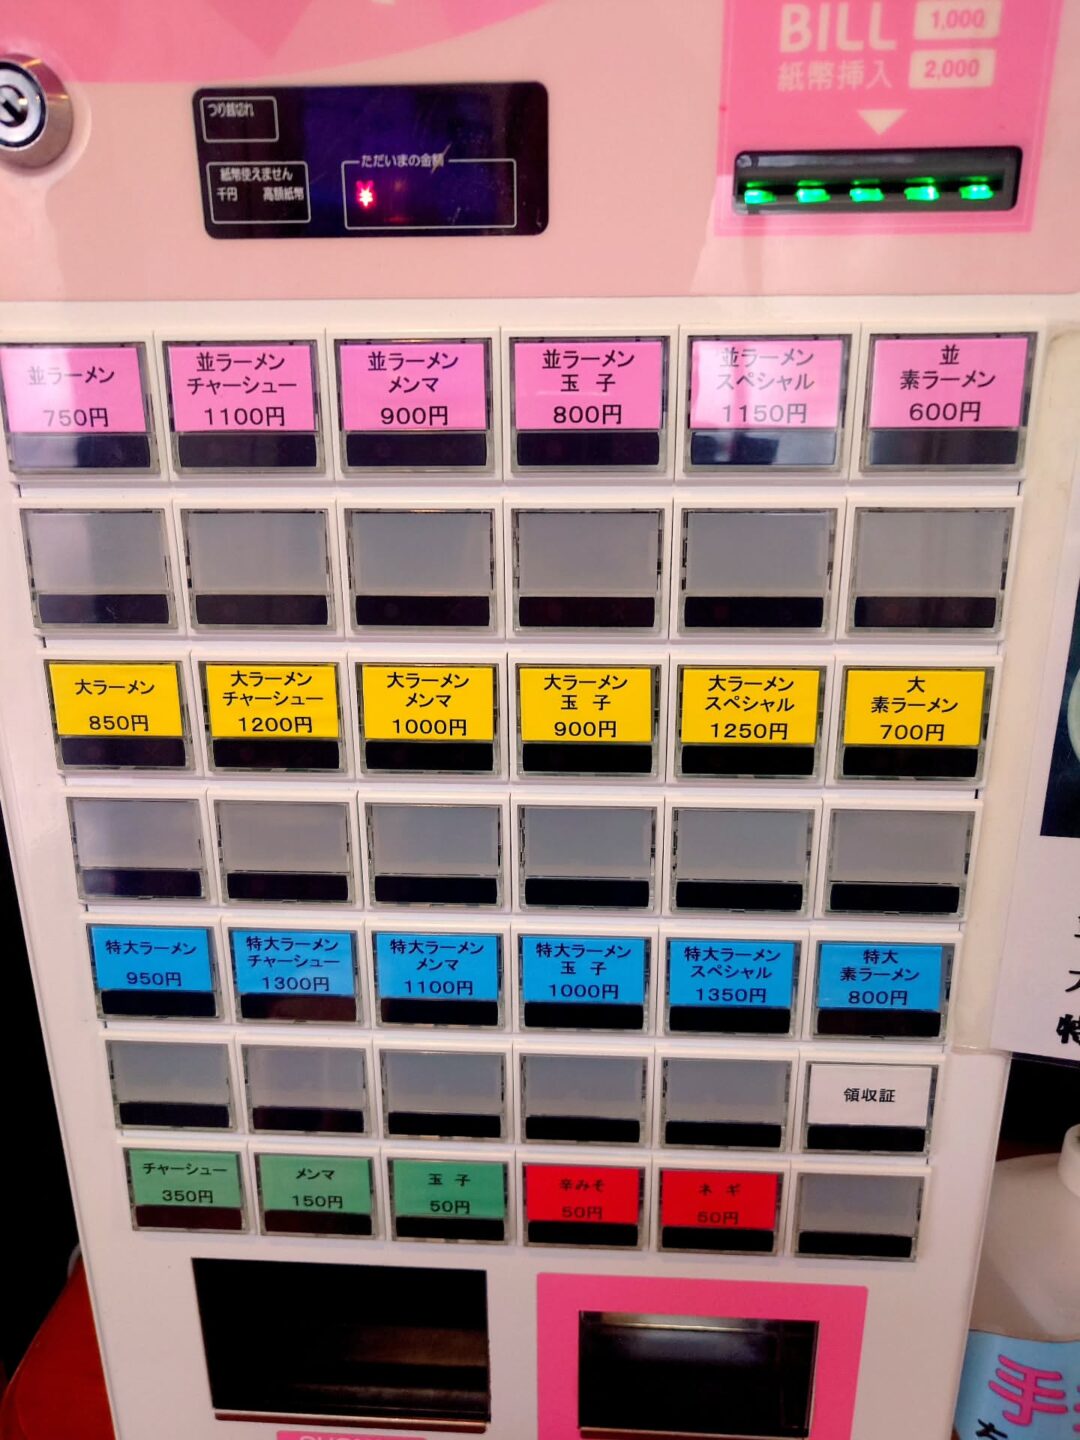 BILL
1,000
紙幣挿入
2,000
つり銭切れ
紙幣使えません
千円 高額紙幣
ただいまの金額
並ラーメン
750円
並ラーメン
チャーシュー
1100円
並ラーメン
メンマ
900円
並ラーメン
玉 子
800円
並ラーメン
スペシャル
1150円
並
素ラーメン
600円
大ラーメン
850円
大ラーメン
チャーシュー
1200円
大ラーメン
メンマ
1000円
大ラーメン
玉 子
900円
大ラーメン
スペシャル
1250円
大
素ラーメン
700円
特大ラーメン
950円
特大ラーメン
チャーシュー
1300円
特大ラーメン
メンマ
1100円
特大ラーメン
玉 子
1000円
特大ラーメン
スペシャル
1350円
特大
素ラーメン
800円
領収証
チャーシュー
350円
メンマ
150円
玉 子
50円
辛みそ
50円
ネ ギ
50円
特
手